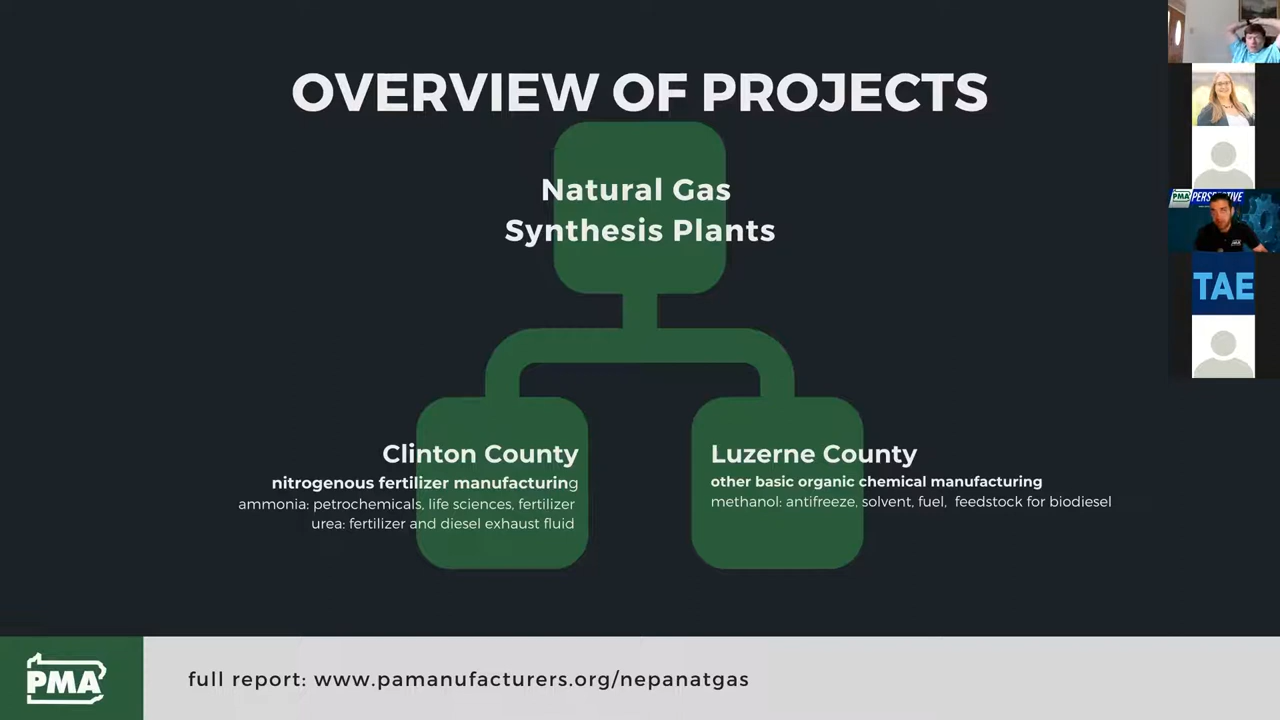 OVERVIEW OF PROJECTS
Natural Gas
Synthesis Plants
Clinton County
nitrogenous fertilizer manufacturing
ammonia: petrochemicals, life sciences, fertilizer
urea: fertilizer and diesel exhaust fluid
Luzerne County
other basic organic chemical manufacturing
methanol: antifreeze, solvent, fuel, feedstock for biodiesel
PMA
full report: www.pamanufacturers.org/nepanatgas
PMA PERSPECTIVE
TAE